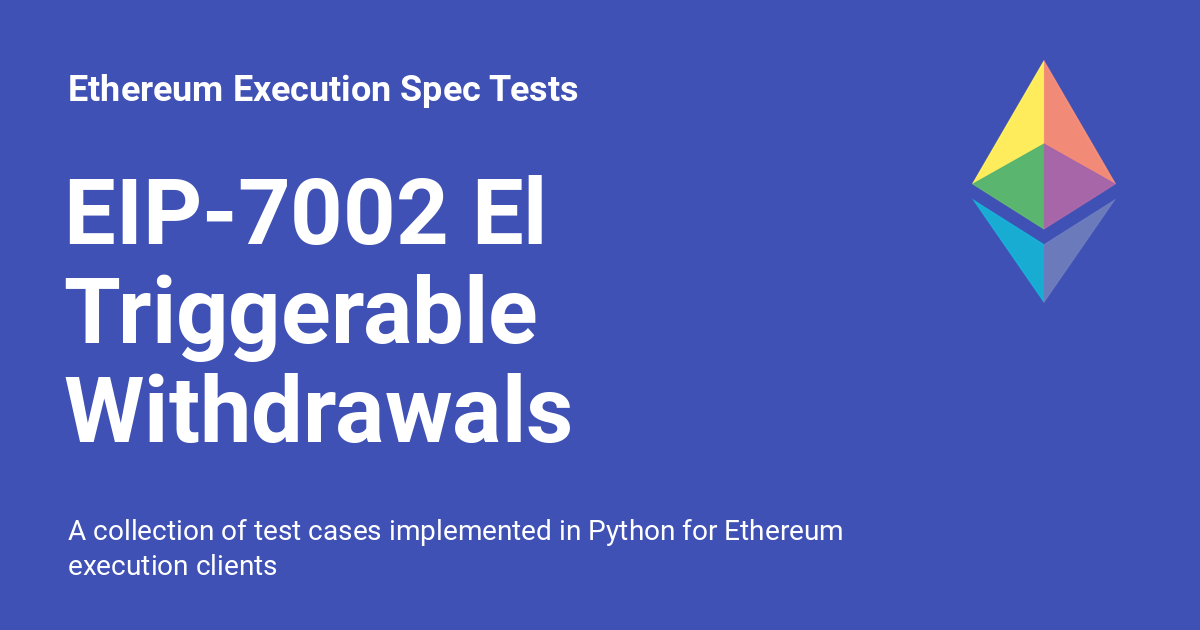 Ethereum Execution Spec Tests
EIP-7002 El
Triggerable
Withdrawals
A collection of test cases implemented in Python for Ethereum
execution clients